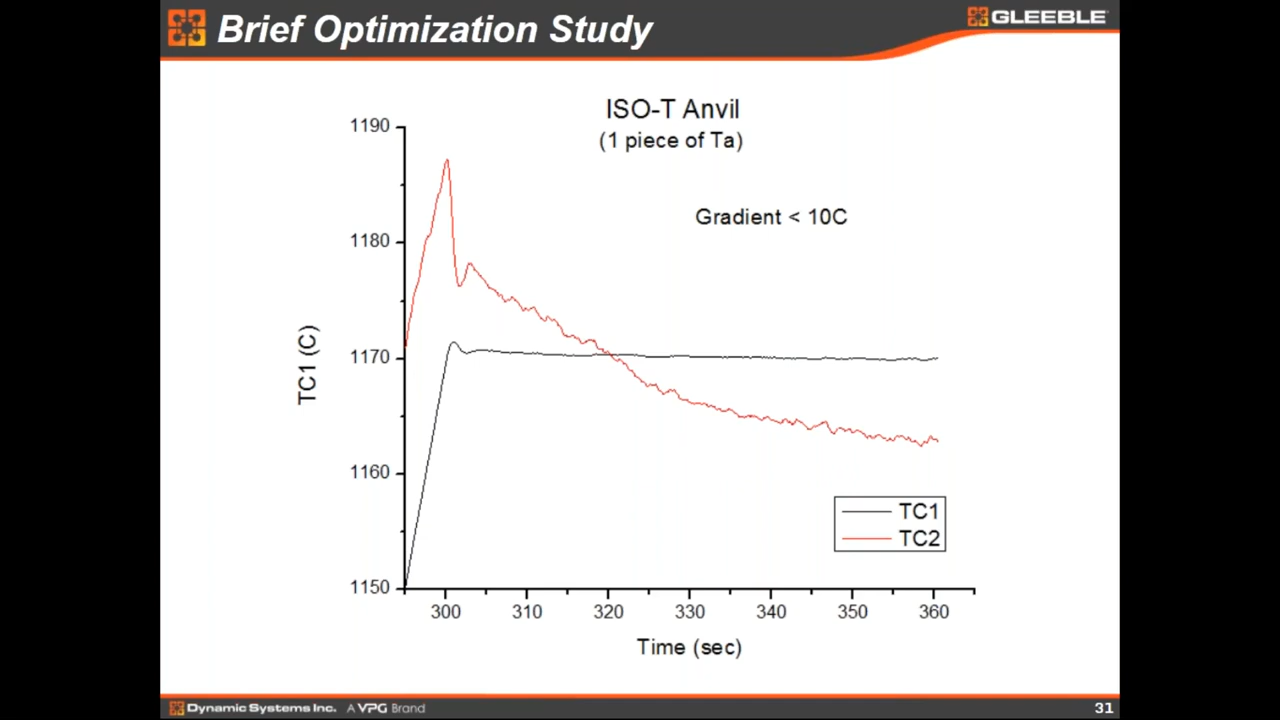 Brief Optimization Study
GLEEBLE
ISO-T Anvil
(1 piece of Ta)
Gradient < 10C
TC1 (C)
1190
1180
1170
1160
1150
300 310 320 330 340 350 360
Time (sec)
TC1
TC2
Dynamic Systems Inc. A VPG Brand
31